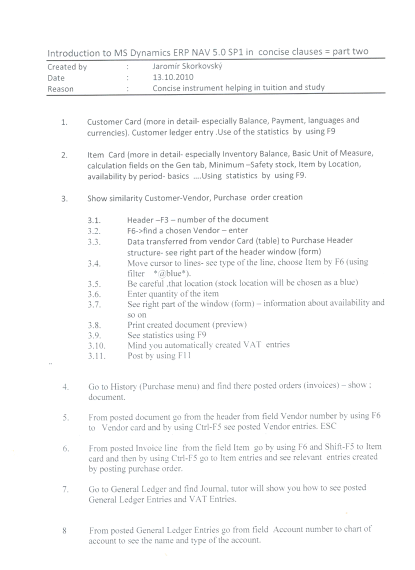 Introduction to MS Dynamics ERP NAV 5.0 SP1 in concise clauses = part two
Created by : Jaromír Skorkovský
Date : 13.10.2010
Reason : Concise instrument helping in tuition and study
1. Customer Card (more in detail- especially Balance, Payment, languages and
currencies). Customer ledger entry .Use of the statistics by using F9
2. Item Card (more in detail- especially Inventory Balance, Basic Unit of Measure,
calculation fields on the Gen tab, Minimum –Safety stock, Item by Location,
availability by period- basics ....Using statistics by using F9.
3. Show similarity Customer-Vendor, Purchase order creation
3.1. Header –F3 – number of the document
3.2. F6->find a chosen Vendor – enter
3.3. Data transferred from vendor Card (table) to Purchase Header
structure- see right part of the header window (form)
3.4. Move cursor to lines- see type of the line, choose Item by F6 (using
filter *@blue*).
3.5. Be careful ,that location (stock location will be chosen as a blue)
3.6. Enter quantity of the item
3.7. See right part of the window (form) – information about availability and
so on
3.8. Print created document (preview)
3.9. See statistics by using F9
3.10. Mind you automatically created VAT entries
3.11. Post by using F11
4. Go to History (Purchase menu) and find there posted orders (invoices) – show ;
document.
5. From posted document go from the header from field Vendor number by using F6
to Vendor card and by using Ctrl-F5 see posted Vendor entries. ESC
6. From posted Invoice line from the field Item go by using F6 and Shift-F5 to Item
card and then by using Ctrl-F5 go to Item entries and see relevant entries created
by posting purchase order.
7. Go to General Ledger and find Journal, tutor will show you how to see posted
General Ledger Entries and VAT Entries.
8 From posted General Ledger Entries go from field Account number to chart of
account to see the name and type of the account.